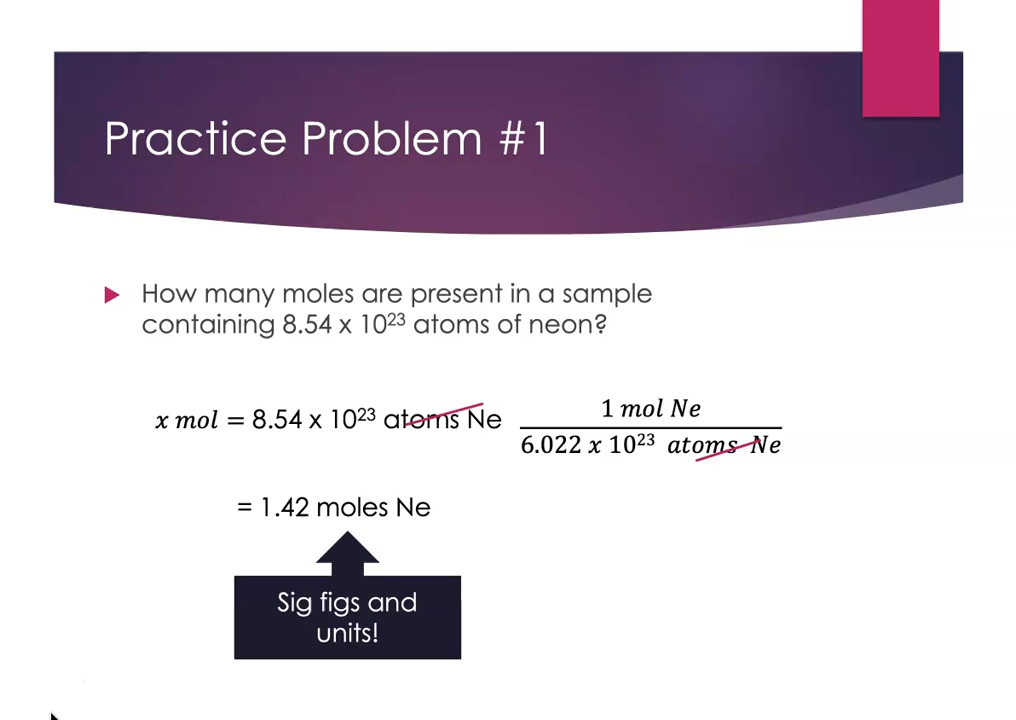 Practice Problem #1
How many moles are present in a sample
containing 8.54 x 10²³ atoms of neon?
x mol = 8.54 x 10²³ atoms Ne
1 mol Ne
6.022 x 10²³ atoms Ne
= 1.42 moles Ne
Sig figs and
units!